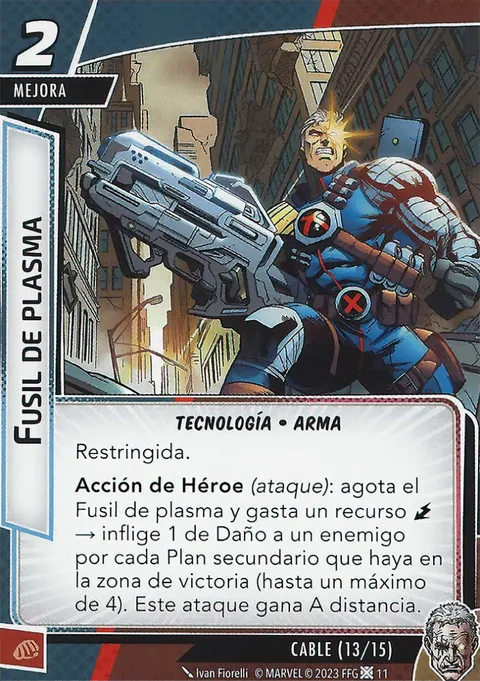 2
MEJORA
FUSIL DE PLASMA
TECNOLOGÍA • ARMA
Restringida.
Acción de Héroe (ataque): agota el
Fusil de plasma y gasta un recurso
→ inflige 1 de Daño a un enemigo
por cada Plan secundario que haya en
la zona de victoria (hasta un máximo
de 4). Este ataque gana A distancia.
CABLE (13/15)
Ivan Fiorelli © MARVEL © 2023 FFG 11